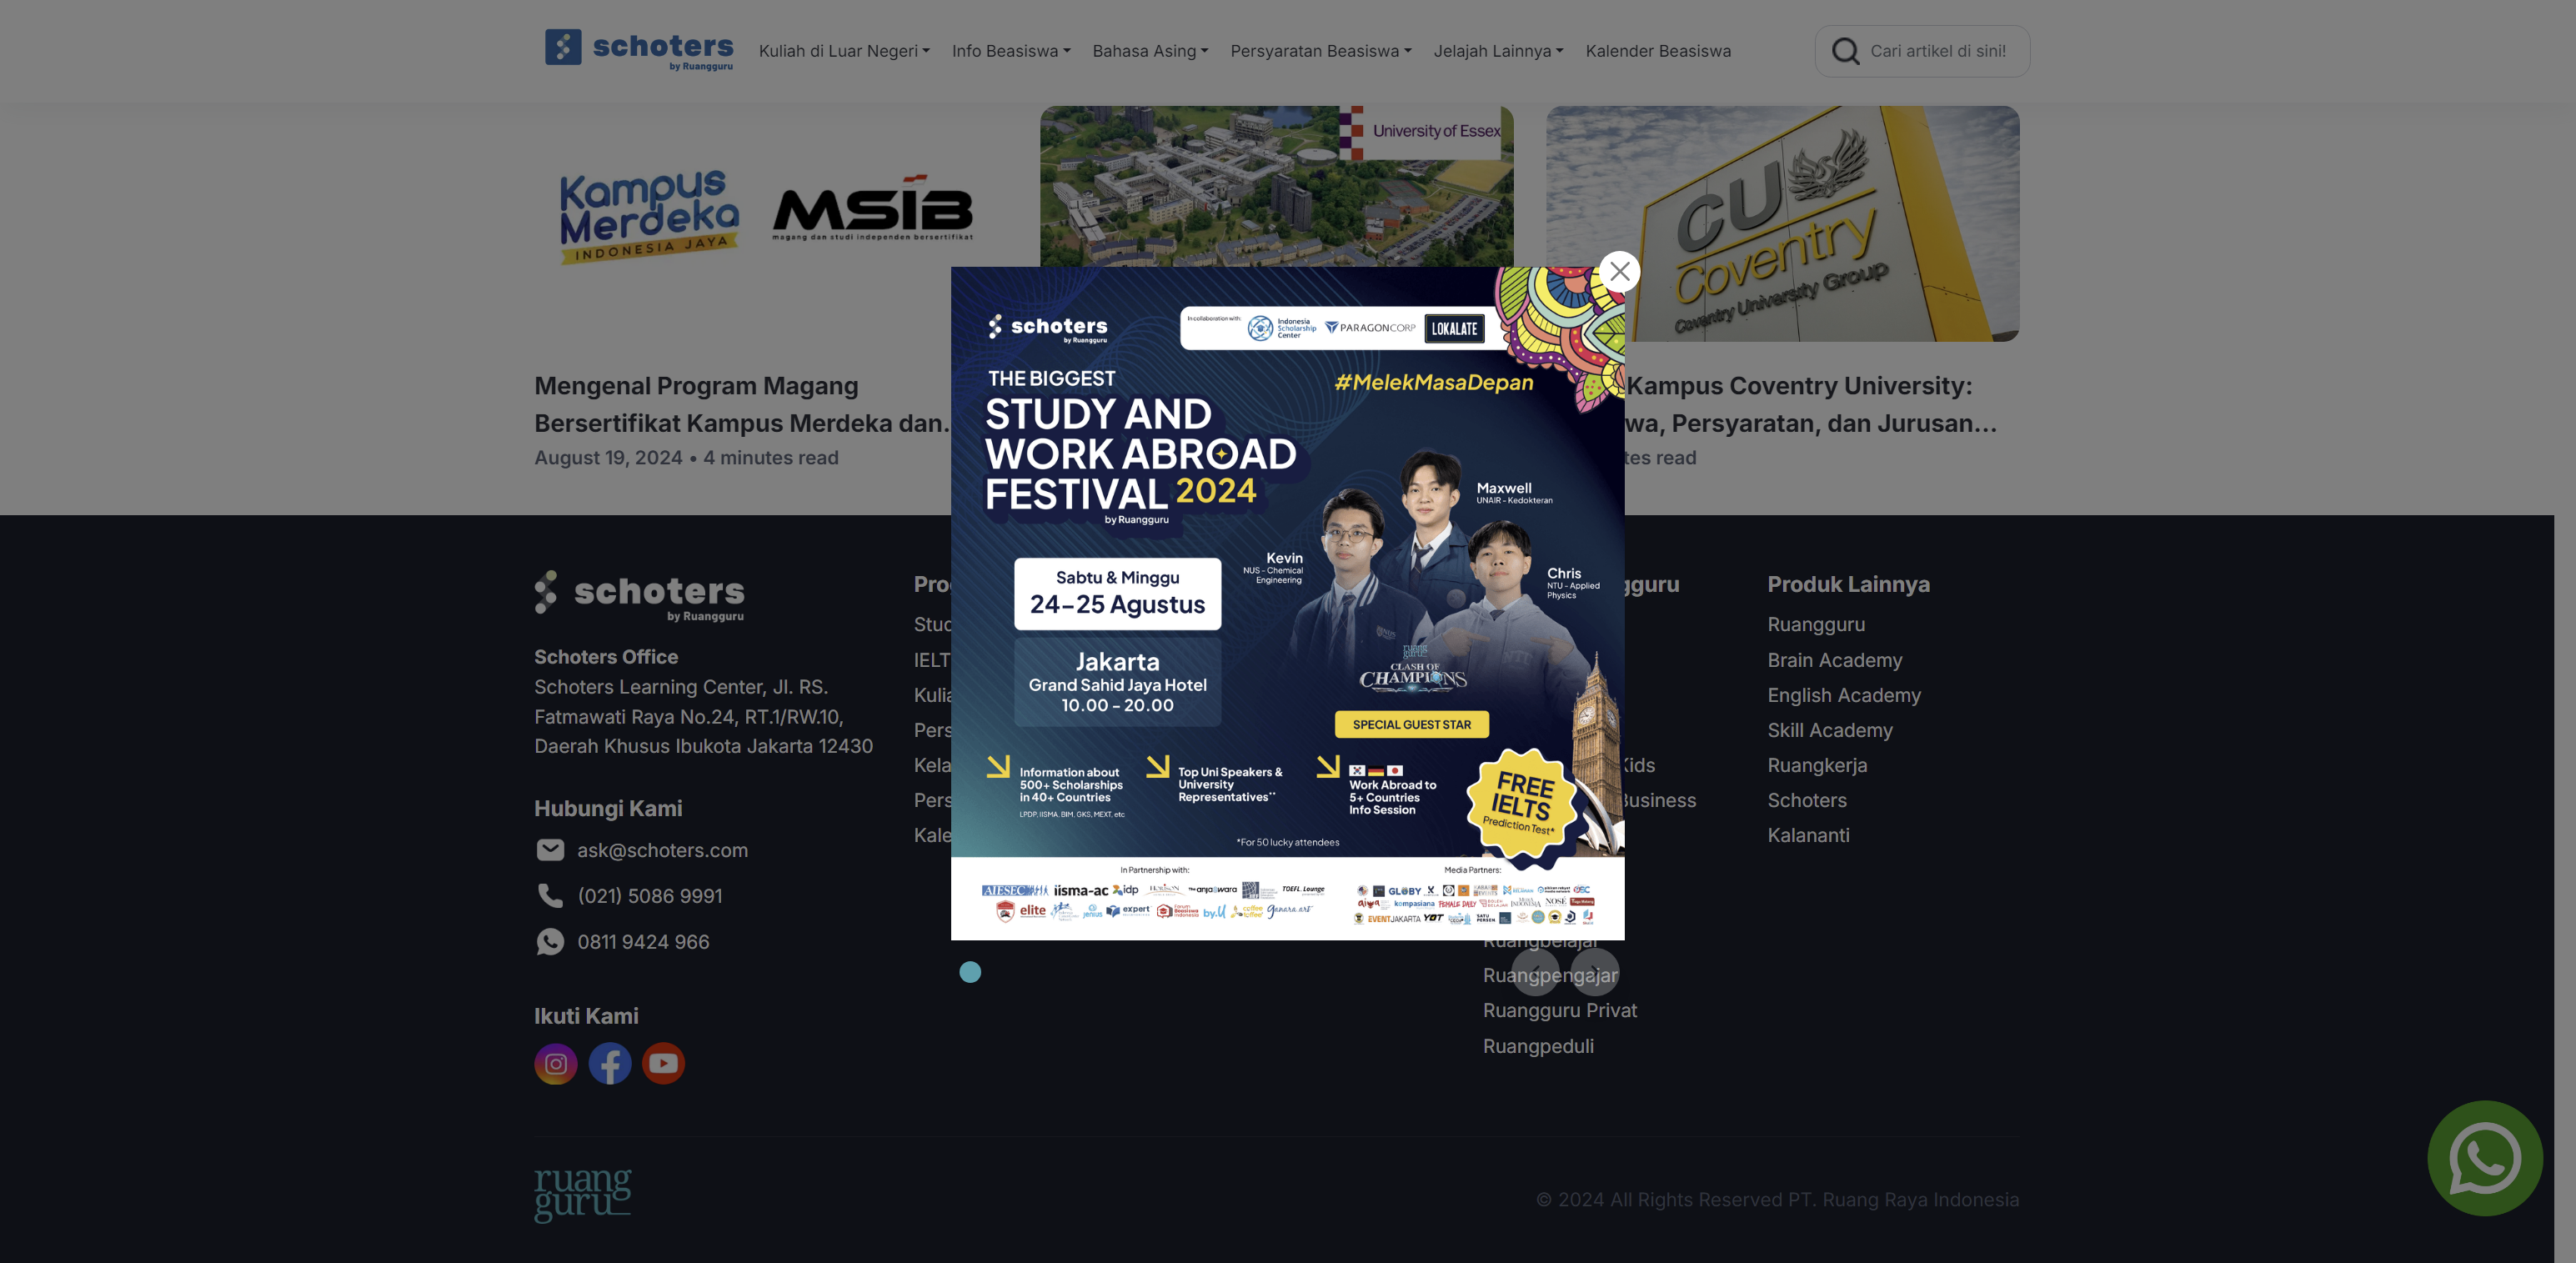 schoters
by Ruangguru
Kuliah di Luar Negeri
Info Beasiswa
Bahasa Asing
Persyaratan Beasiswa
Jelajah Lainnya
Kalender Beasiswa
Cari artikel di sini!
Kampus
Merdeka
INDONESIA JAYA
MSIB
magang dan studi independen bersertifikat
University of Essex
CU
Coventry
Coventry University Group
Mengenal Program Magang
Bersertifikat Kampus Merdeka dan.
August 19, 2024 • 4 minutes read
Kampus Coventry University:
wa, Persyaratan, dan Jurusan...
tes read
schoters
by Ruangguru
In collaboration with:
Indonesia
Scholarship
Center
PARAGONCORP
LOKALATE
#MelekMasaDepan
THE BIGGEST
STUDY AND
WORK ABROAD
FESTIVAL 2024
by Ruangguru
Sabtu & Minggu
24–25 Agustus
Jakarta
Grand Sahid Jaya Hotel
10.00 - 20.00
Maxwell
UNAIR - Kedokteran
Kevin
NUS - Chemical
Engineering
Chris
NTU - Applied
Physics
ruang
guru
CLASH OF
CHAMPIONS
SPECIAL GUEST STAR
Information about
500+ Scholarships
in 40+ Countries
LPDP, IISMA, BIM, GKS, MEXT, etc
Top Uni Speakers &
University
Representatives**
Work Abroad to
5+ Countries
Info Session
FREE
IELTS
Prediction Test*
*For 50 lucky attendees
In Partnership with:
AIESEC
iisma-ac
idp
TOEFL Lounge
elite
jenius
expert
by.U
Media Partners:
GLOBY
kompasiana
FEMALE DAILY
NOSE
EVENTJAKARTA
YOT
schoters
by Ruangguru
Schoters Office
Schoters Learning Center, Jl. RS.
Fatmawati Raya No.24, RT.1/RW.10,
Daerah Khusus Ibukota Jakarta 12430
Hubungi Kami
ask@schoters.com
(021) 5086 9991
0811 9424 966
Ikuti Kami
Pro
Stud
IELT
Kulia
Pers
Kela
Pers
Kale
gguru
Kids
Business
Ruangbelajar
Ruangpengajar
Ruangguru Privat
Ruangpeduli
Produk Lainnya
Ruangguru
Brain Academy
English Academy
Skill Academy
Ruangkerja
Schoters
Kalananti
ruang
guru
© 2024 All Rights Reserved PT. Ruang Raya Indonesia